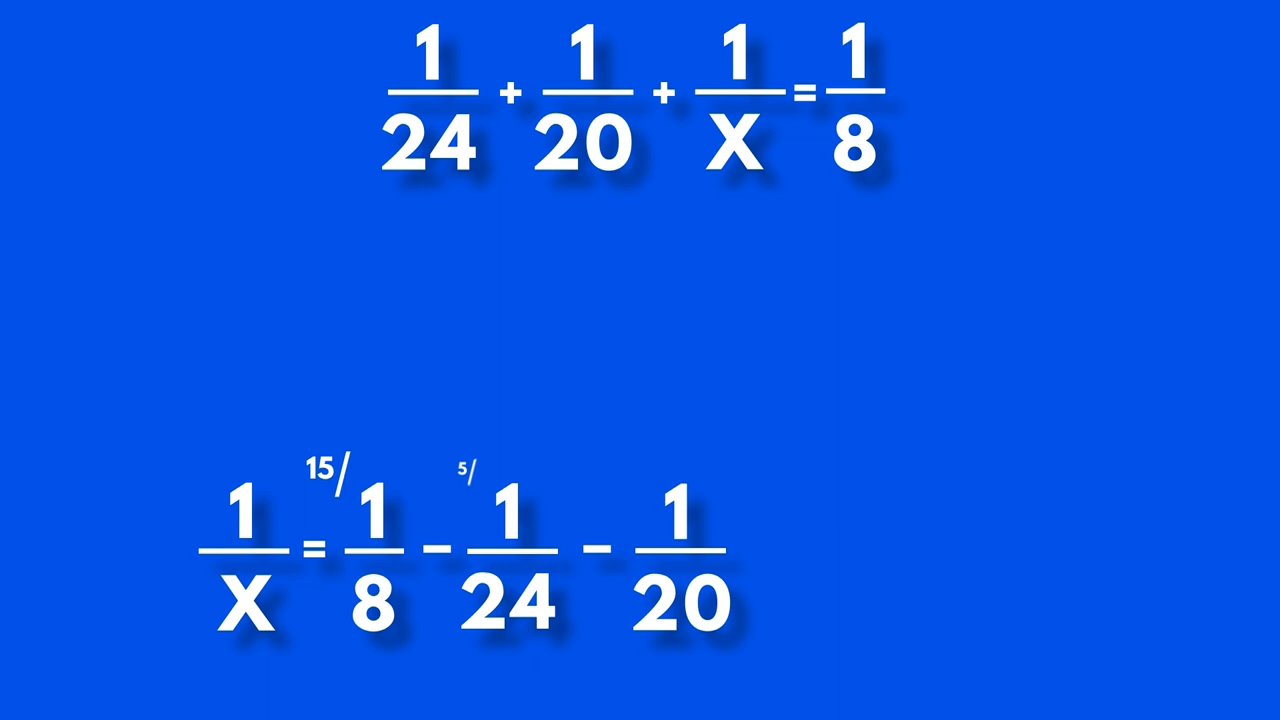 1/24 + 1/20 + 1/X = 1/8
15/ 5/
1/X = 1/8 - 1/24 - 1/20